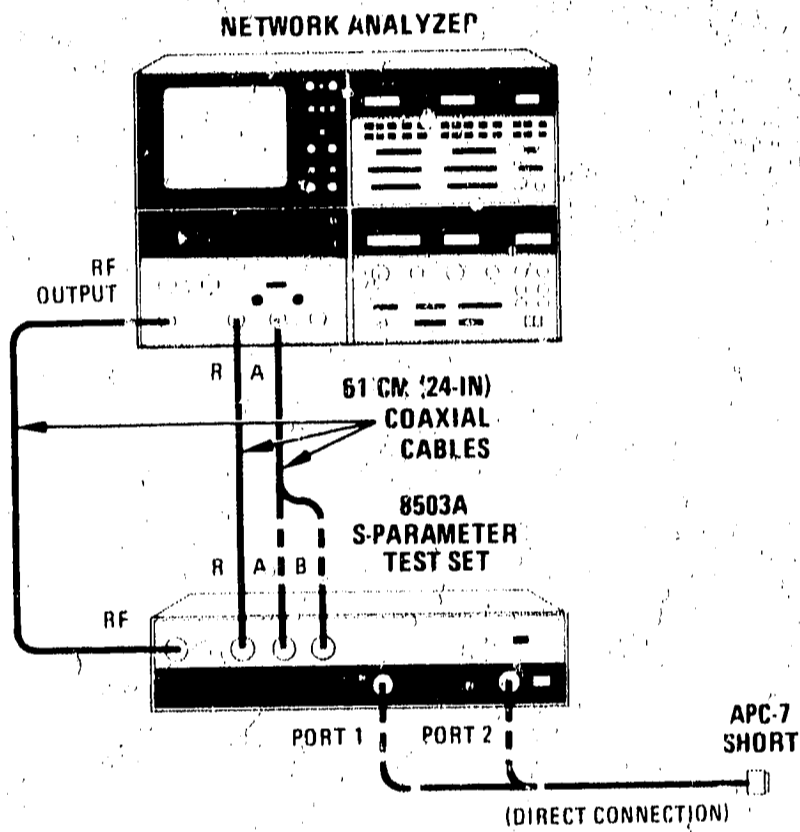 NETWORK ANALYZER
RF
OUTPUT
R A
61 CM (24-IN)
COAXIAL
CABLES
8503A
S-PARAMETER
TEST SET
R A B
RF
PORT 1 PORT 2
APC-7
SHORT
(DIRECT CONNECTION)